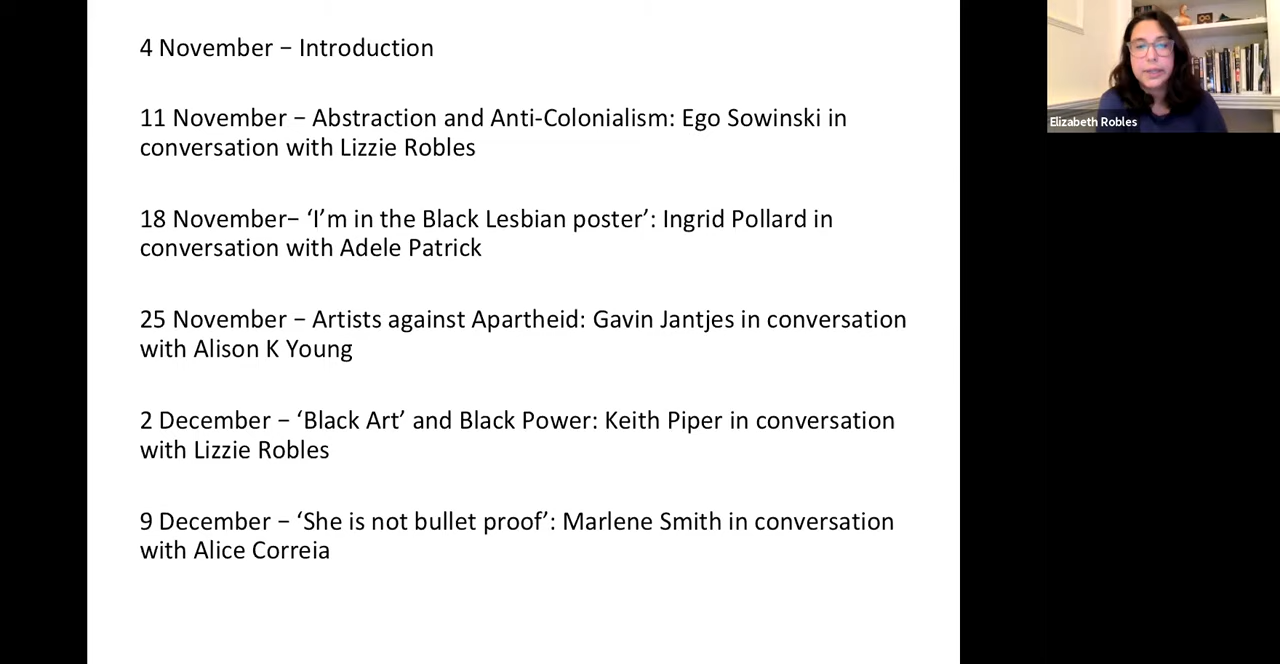 4 November – Introduction
11 November – Abstraction and Anti-Colonialism: Ego Sowinski in
conversation with Lizzie Robles
18 November– ‘I’m in the Black Lesbian poster’: Ingrid Pollard in
conversation with Adele Patrick
25 November – Artists against Apartheid: Gavin Jantjes in conversation
with Alison K Young
2 December – ‘Black Art’ and Black Power: Keith Piper in conversation
with Lizzie Robles
9 December – ‘She is not bullet proof’: Marlene Smith in conversation
with Alice Correia
Elizabeth Robles